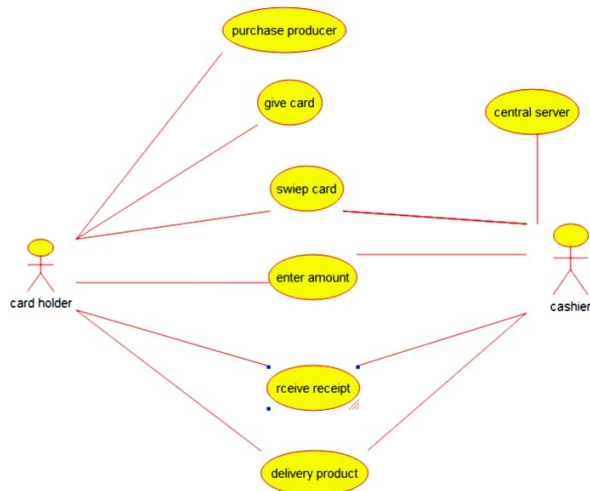 purchase producer
give card
central server
swiep card
card holder
enter amount
cashier
rceive receipt
delivery product